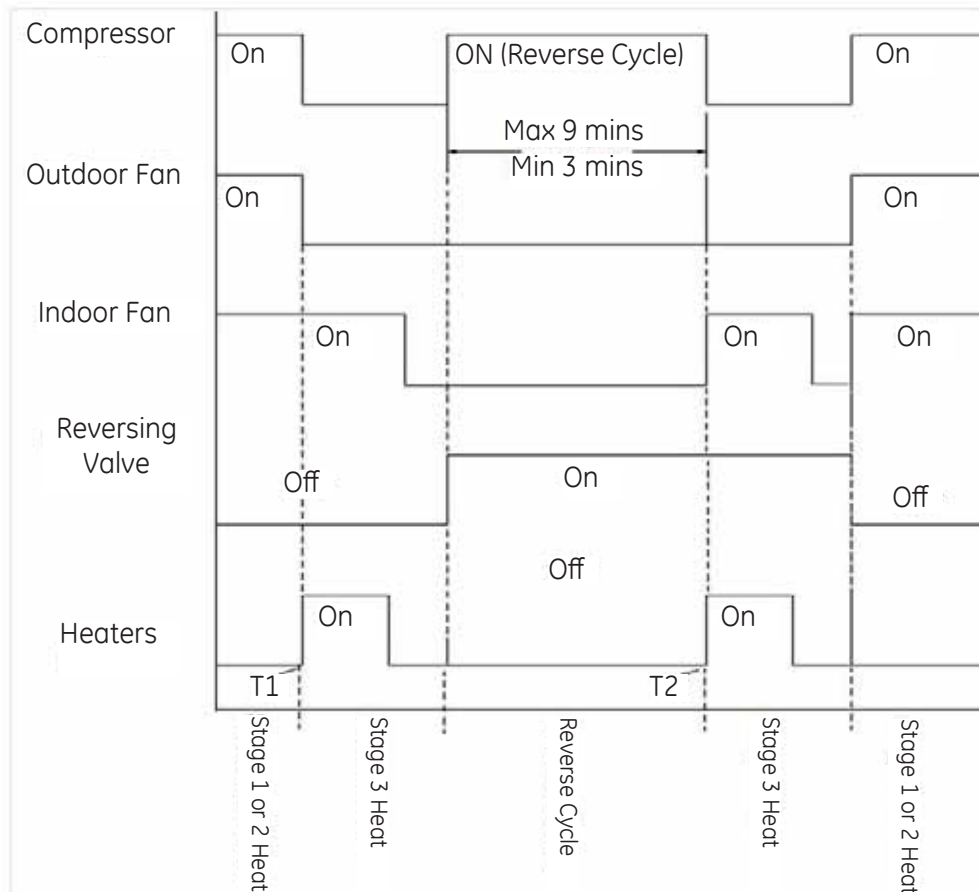 Compressor
On
ON (Reverse Cycle)
On
Max 9 mins
Min 3 mins
Outdoor Fan
On
On
Indoor Fan
On
On
On
Reversing
Valve
Off
On
Off
Off
Heaters
On
On
T1
T2
Stage 1 or 2 Heat
Stage 3 Heat
Reverse Cycle
Stage 3 Heat
Stage 1 or 2 Heat